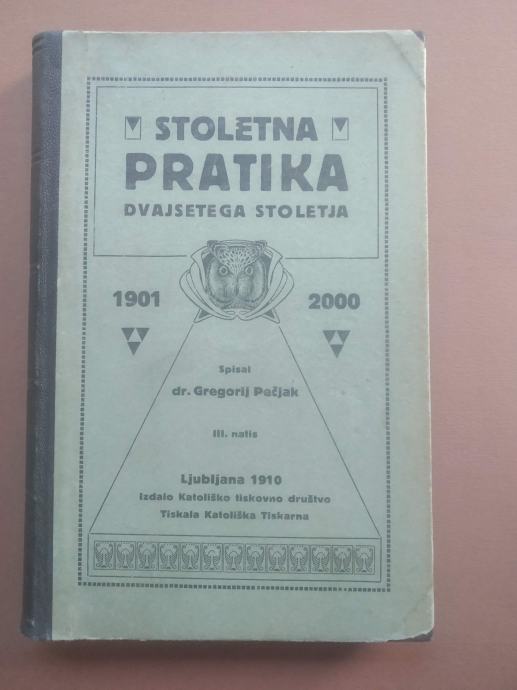 STOLETNA
PRATIKA
DVAJSETEGA STOLETJA
1901 2000
Spisal
dr. Gregorij Pečjak
III. natis
Ljubljana 1910
Izdalo Katoliško tiskovno društvo
Tiskala Katoliška Tiskarna